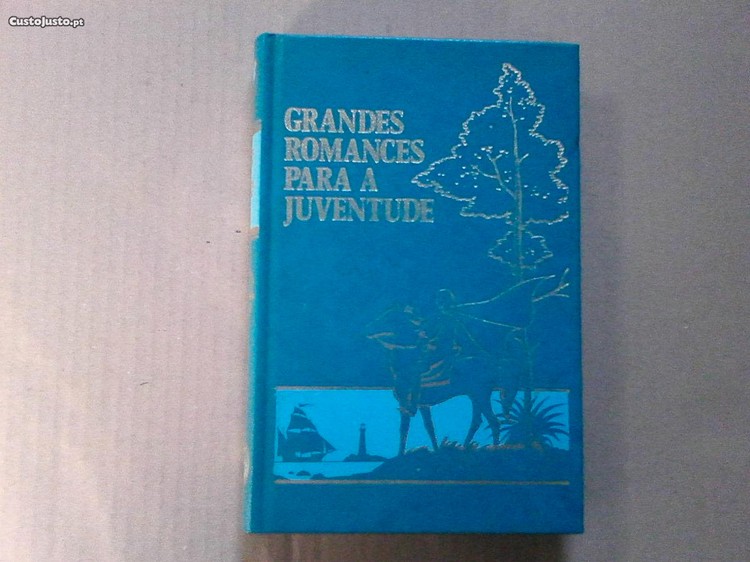 CustoJusto.pt
GRANDES
ROMANCES
PARA A
JUVENTUDE